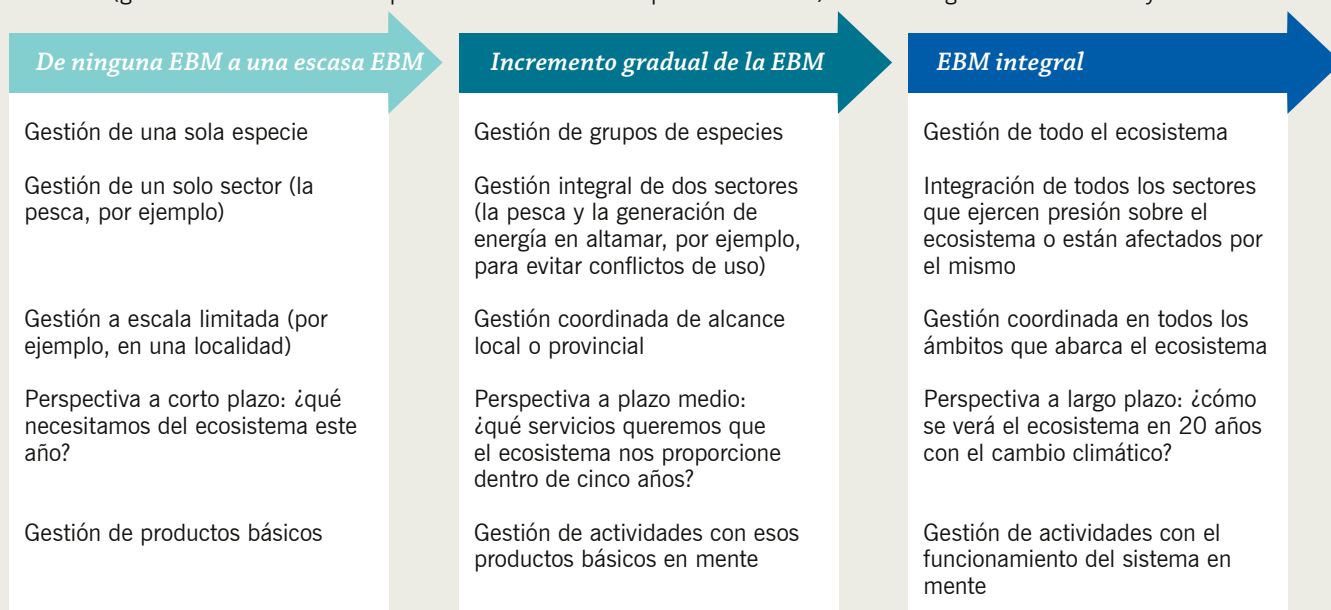 De ninguna EBM a una escasa EBM
Gestión de una sola especie
Gestión de un solo sector (la
pesca, por ejemplo)
Gestión a escala limitada (por
ejemplo, en una localidad)
Perspectiva a corto plazo: ¿qué
necesitamos del ecosistema este
año?
Gestión de productos básicos
Incremento gradual de la EBM
Gestión de grupos de especies
Gestión integral de dos sectores
(la pesca y la generación de
energía en altamar, por ejemplo,
para evitar conflictos de uso)
Gestión coordinada de alcance
local o provincial
Perspectiva a plazo medio:
¿qué servicios queremos que
el ecosistema nos proporcione
dentro de cinco años?
Gestión de actividades con esos
productos básicos en mente
EBM integral
Gestión de todo el ecosistema
Integración de todos los sectores
que ejercen presión sobre el
ecosistema o están afectados por
el mismo
Gestión coordinada en todos los
ámbitos que abarca el ecosistema
Perspectiva a largo plazo: ¿cómo
se verá el ecosistema en 20 años
con el cambio climático?
Gestión de actividades con el
funcionamiento del sistema en
mente